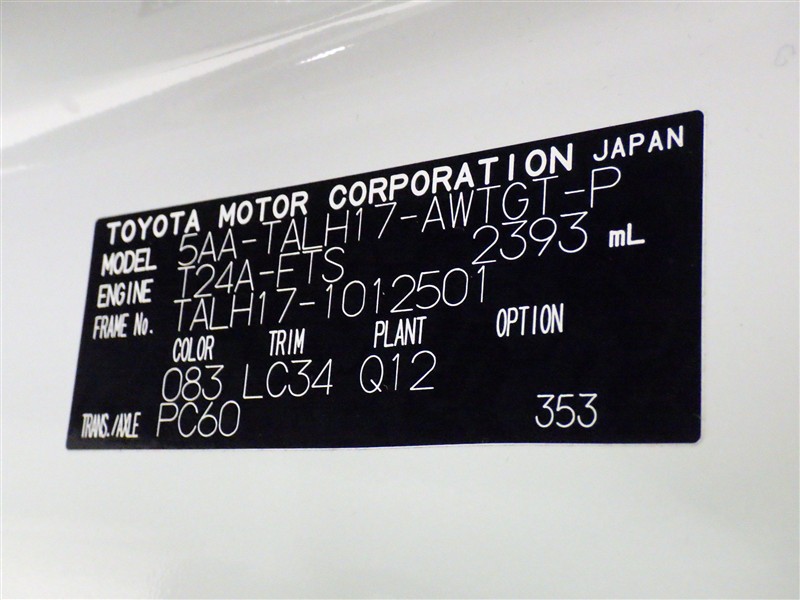 TOYOTA MOTOR CORPORATION JAPAN
MODEL 5AA-TALH17-AWTGT-P
ENGINE T24A-FTS 2393 mL
FRAME No. TALH17-1012501
COLOR TRIM PLANT OPTION
083 LC34 Q12
TRANS./AXLE PC60 353